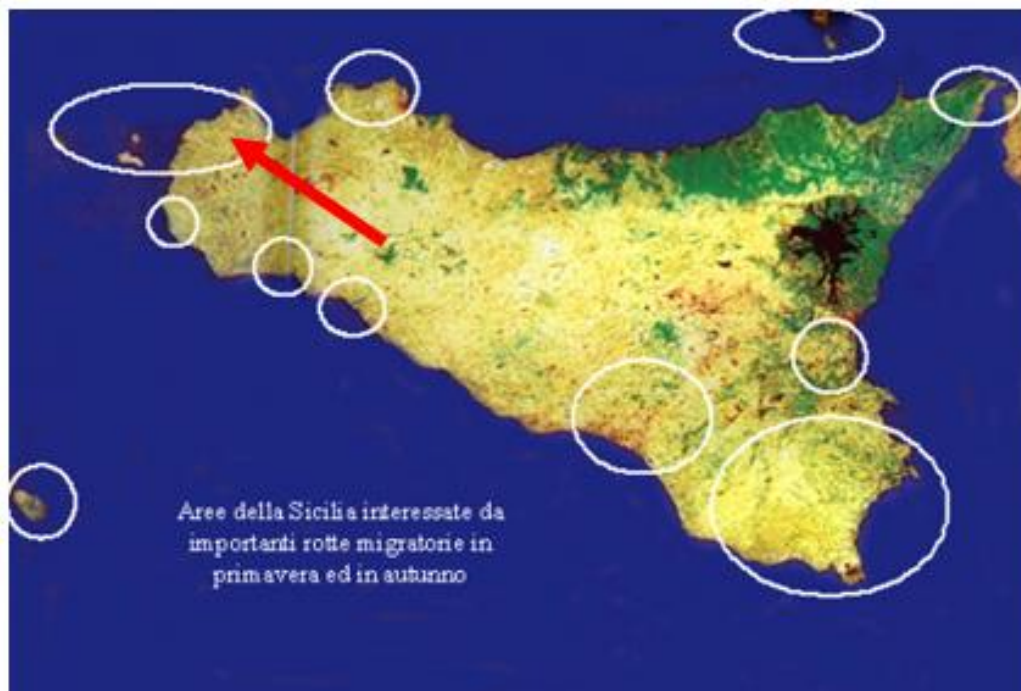 Aree della Sicilia interessate da
importanti rotte migratorie in
primavera ed in autunno